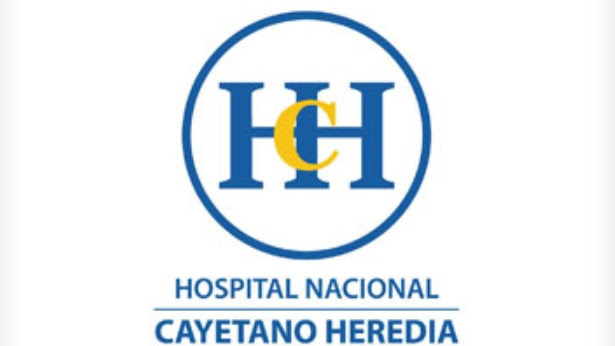 HCH
HOSPITAL NACIONAL
CAYETANO HEREDIA